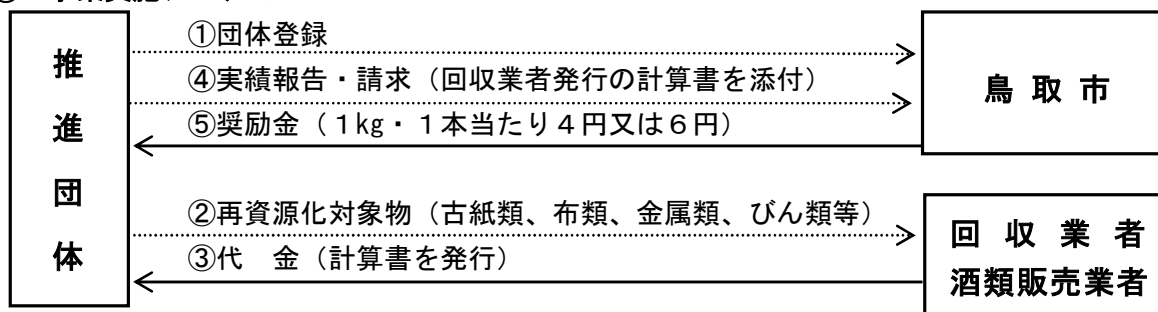 推進団体
①団体登録
④実績報告・請求（回収業者発行の計算書を添付）
⑤奨励金（１kg・１本当たり４円又は６円）
鳥取市
②再資源化対象物（古紙類、布類、金属類、びん類等）
③代　金（計算書を発行）
回収業者
酒類販売業者